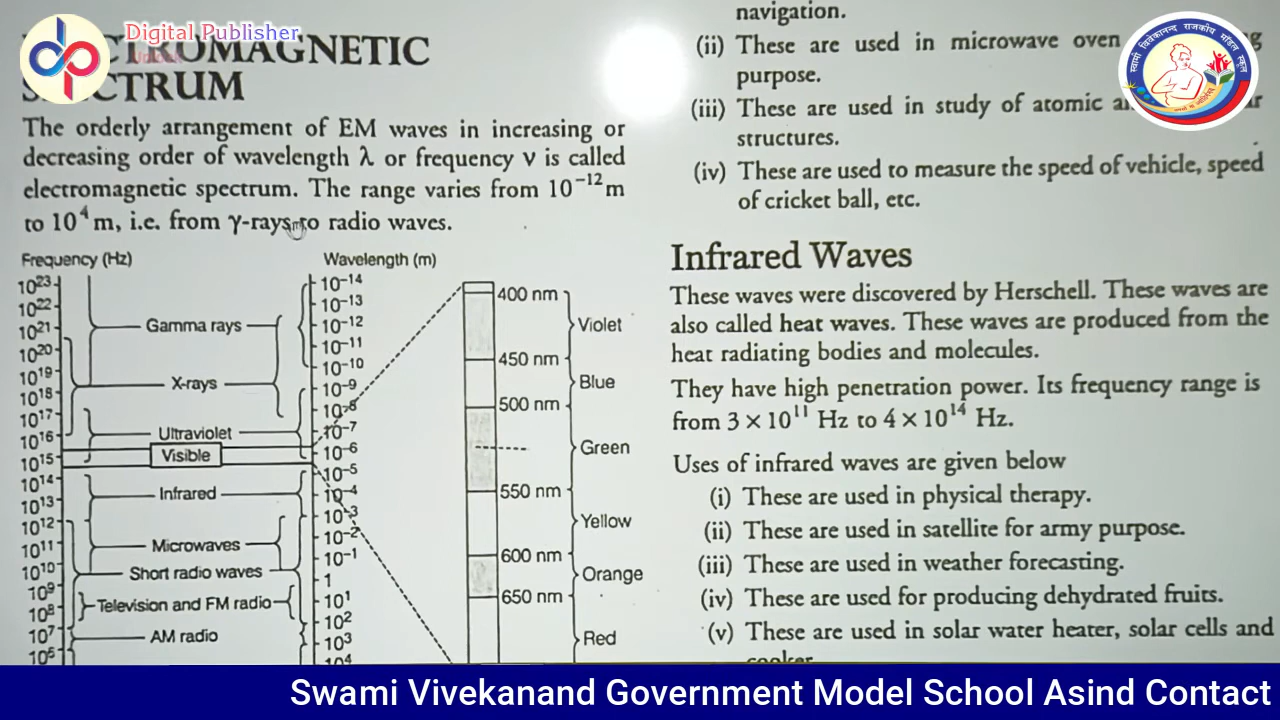 Digital Publisher
ELECTROMAGNETIC
SPECTRUM
The orderly arrangement of EM waves in increasing or
decreasing order of wavelength λ or frequency ν is called
electromagnetic spectrum. The range varies from 10⁻¹² m
to 10⁴ m, i.e. from γ-rays to radio waves.
Frequency (Hz)
10²³
10²²
10²¹
10²⁰
10¹⁹
10¹⁸
10¹⁷
10¹⁶
10¹⁵
10¹⁴
10¹³
10¹²
10¹¹
10¹⁰
10⁹
10⁸
10⁷
Gamma rays
X-rays
Ultraviolet
Visible
Infrared
Microwaves
Short radio waves
Television and FM radio
AM radio
Wavelength (m)
10⁻¹⁴
10⁻¹³
10⁻¹²
10⁻¹¹
10⁻¹⁰
10⁻⁹
10⁻⁸
10⁻⁷
10⁻⁶
10⁻⁵
10⁻⁴
10⁻³
10⁻²
10⁻¹
1
10¹
10²
10³
10⁴
400 nm
450 nm
500 nm
550 nm
600 nm
650 nm
Violet
Blue
Green
Yellow
Orange
Red
navigation.
(ii) These are used in microwave oven
purpose.
(iii) These are used in study of atomic
structures.
(iv) These are used to measure the speed of vehicle, speed
of cricket ball, etc.
Infrared Waves
These waves were discovered by Herschell. These waves are
also called heat waves. These waves are produced from the
heat radiating bodies and molecules.
They have high penetration power. Its frequency range is
from 3 × 10¹¹ Hz to 4 × 10¹⁴ Hz.
Uses of infrared waves are given below
(i) These are used in physical therapy.
(ii) These are used in satellite for army purpose.
(iii) These are used in weather forecasting.
(iv) These are used for producing dehydrated fruits.
(v) These are used in solar water heater, solar cells and
cooker
स्वामी विवेकानन्द राजकीय मॉडल स्कूल
Swami Vivekanand Government Model School Asind Contact